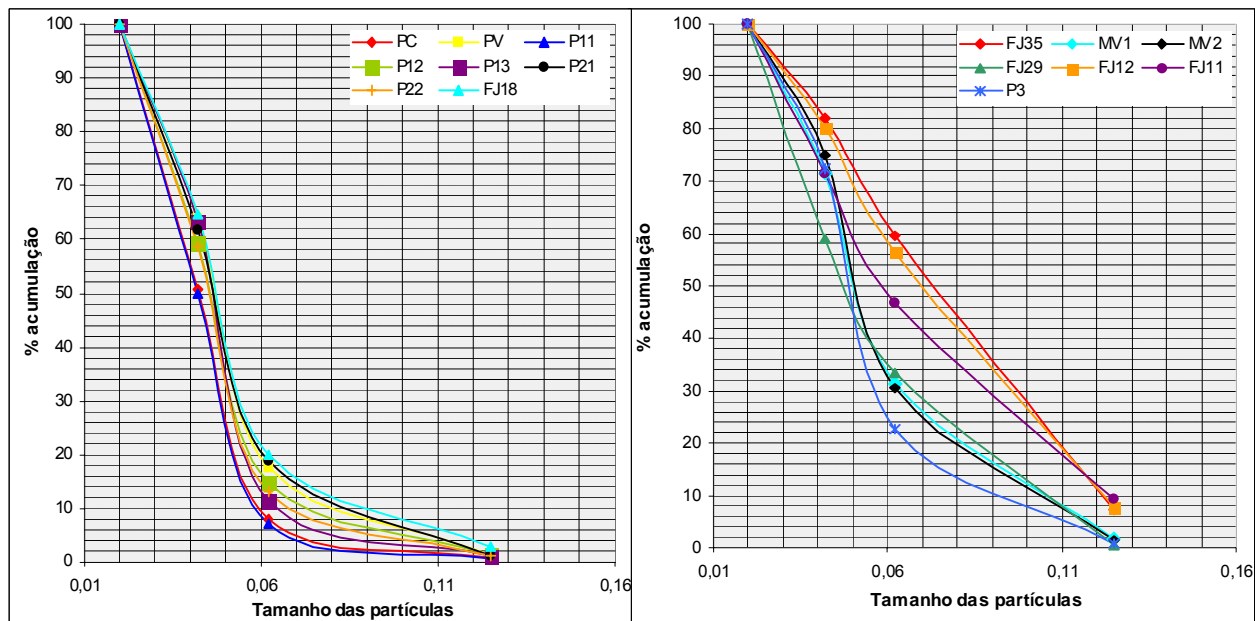 100
90
80
70
60
50
40
30
20
10
0
% acumulação
0,01
0,06
0,11
0,16
Tamanho das partículas
PC
PV
P11
P12
P13
P21
P22
FJ18
100
90
80
70
60
50
40
30
20
10
0
% acumulação
0,01
0,06
0,11
0,16
Tamanho das partículas
FJ35
MV1
MV2
FJ29
FJ12
FJ11
P3